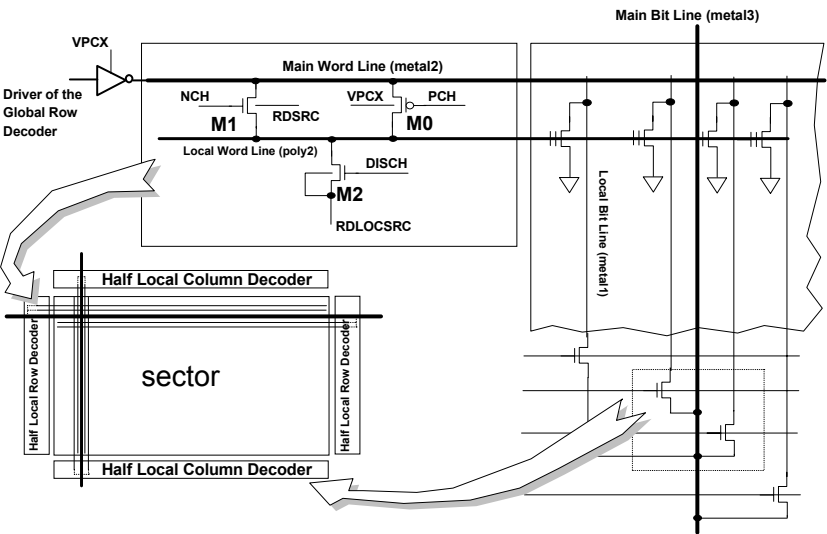 Main Bit Line (metal3)
VPCX
Main Word Line (metal2)
Driver of the
Global Row
Decoder
NCH
VPCX
PCH
RDSRC
M1
M0
Local Word Line (poly2)
DISCH
M2
RDLOCSRC
Local Bit Line (metal1)
Half Local Column Decoder
Half Local Row Decoder
sector
Half Local Row Decoder
Half Local Column Decoder